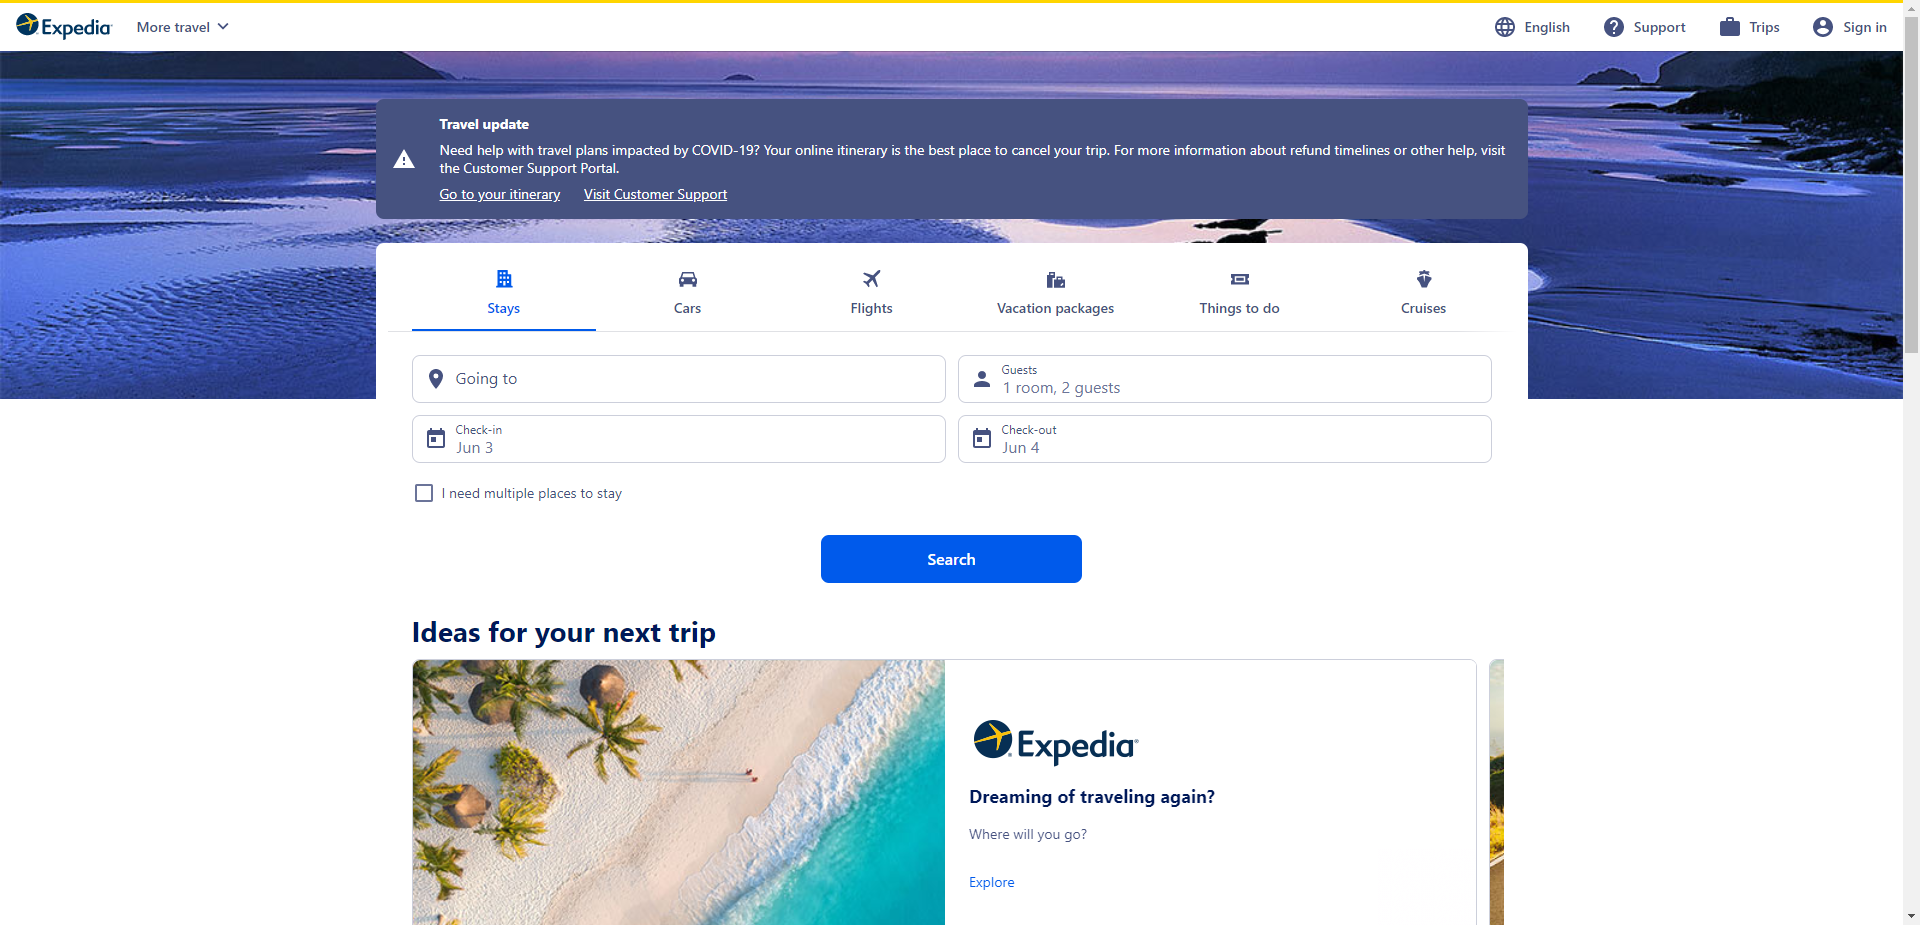 Expedia
More travel
English
Support
Trips
Sign in
Travel update
Need help with travel plans impacted by COVID-19? Your online itinerary is the best place to cancel your trip. For more information about refund timelines or other help, visit
the Customer Support Portal.
Go to your itinerary
Visit Customer Support
Stays
Cars
Flights
Vacation packages
Things to do
Cruises
Going to
Guests
1 room, 2 guests
Check-in
Jun 3
Check-out
Jun 4
I need multiple places to stay
Search
Ideas for your next trip
Expedia
Dreaming of traveling again?
Where will you go?
Explore